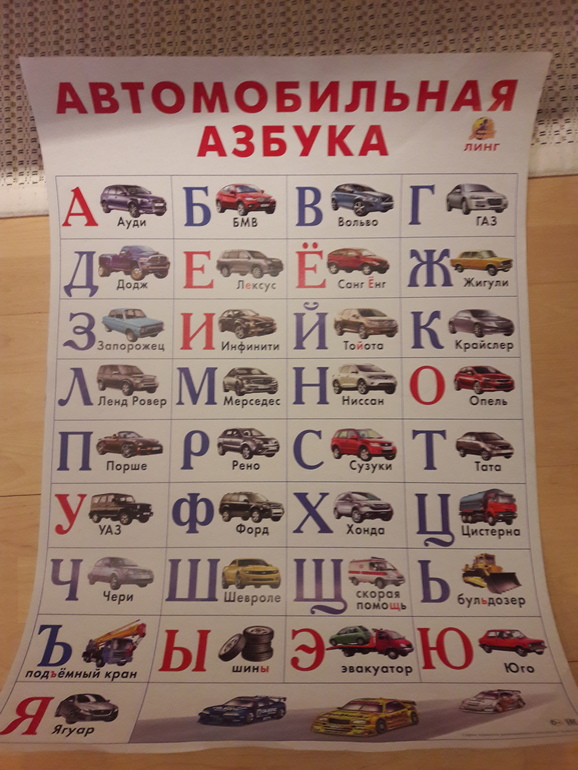 АВТОМОБИЛЬНАЯ
АЗБУКА
ЛИНГ
А Ауди
Б БМВ
В Вольво
Г ГАЗ
Д Додж
Е Лексус
Ё Санг Ёнг
Ж Жигули
З Запорожец
И Инфинити
Й Тойота
К Крайслер
Л Ленд Ровер
М Мерседес
Н Ниссан
О Опель
П Порше
Р Рено
С Сузуки
Т Тата
У УАЗ
Ф Форд
Х Хонда
Ц Цистерна
Ч Чери
Ш Шевроле
Щ скорая
помощь
Ь бульдозер
Ъ подъёмный кран
Ы шины
Э эвакуатор
Ю Юго
Я Ягуар